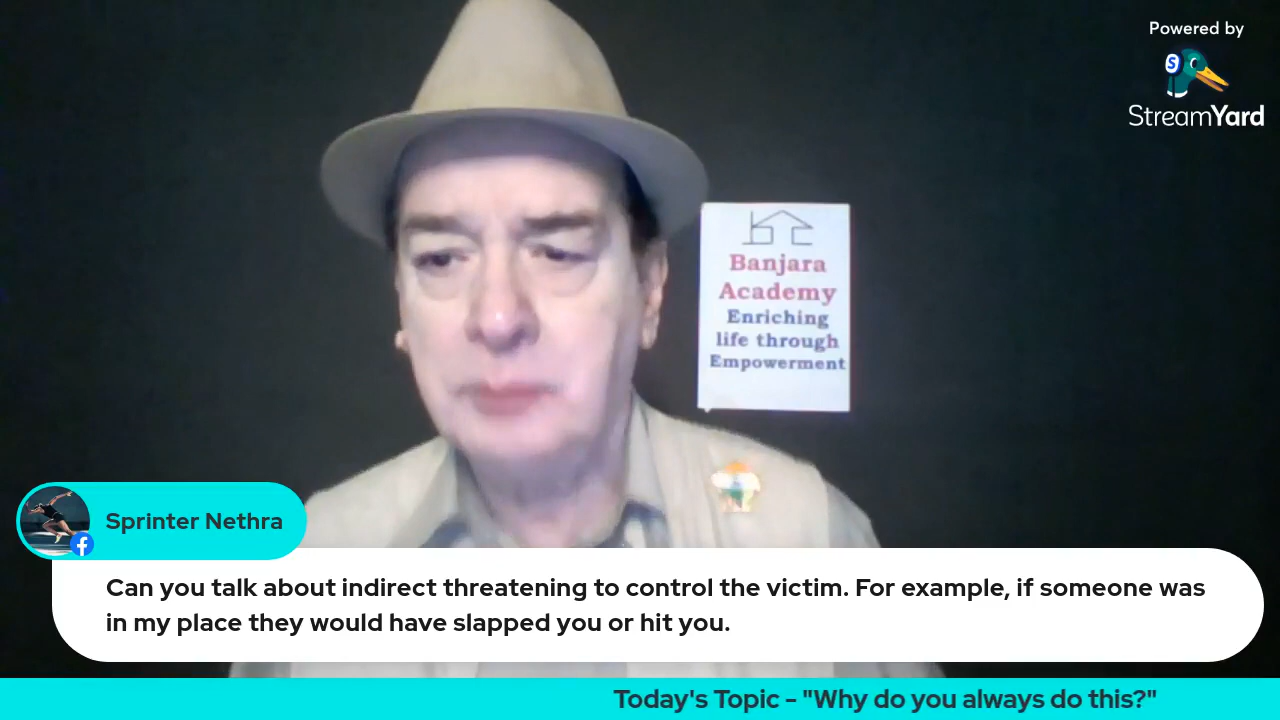 Powered by
StreamYard
Banjara
Academy
Enriching
life through
Empowerment
Sprinter Nethra
Can you talk about indirect threatening to control the victim. For example, if someone was
in my place they would have slapped you or hit you.
Today's Topic - "Why do you always do this?"